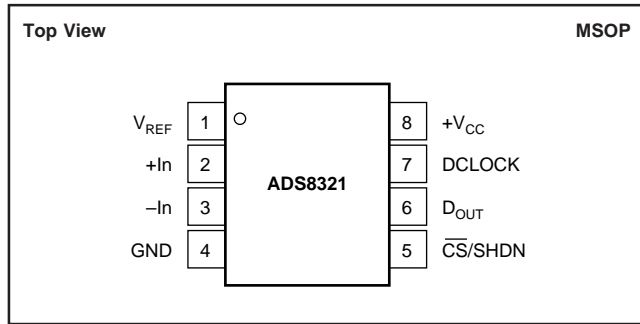 Top View MSOP
V_REF 1 8 +V_CC
+In 2 7 DCLOCK
ADS8321
–In 3 6 D_OUT
GND 4 5 C̅S̅/SHDN